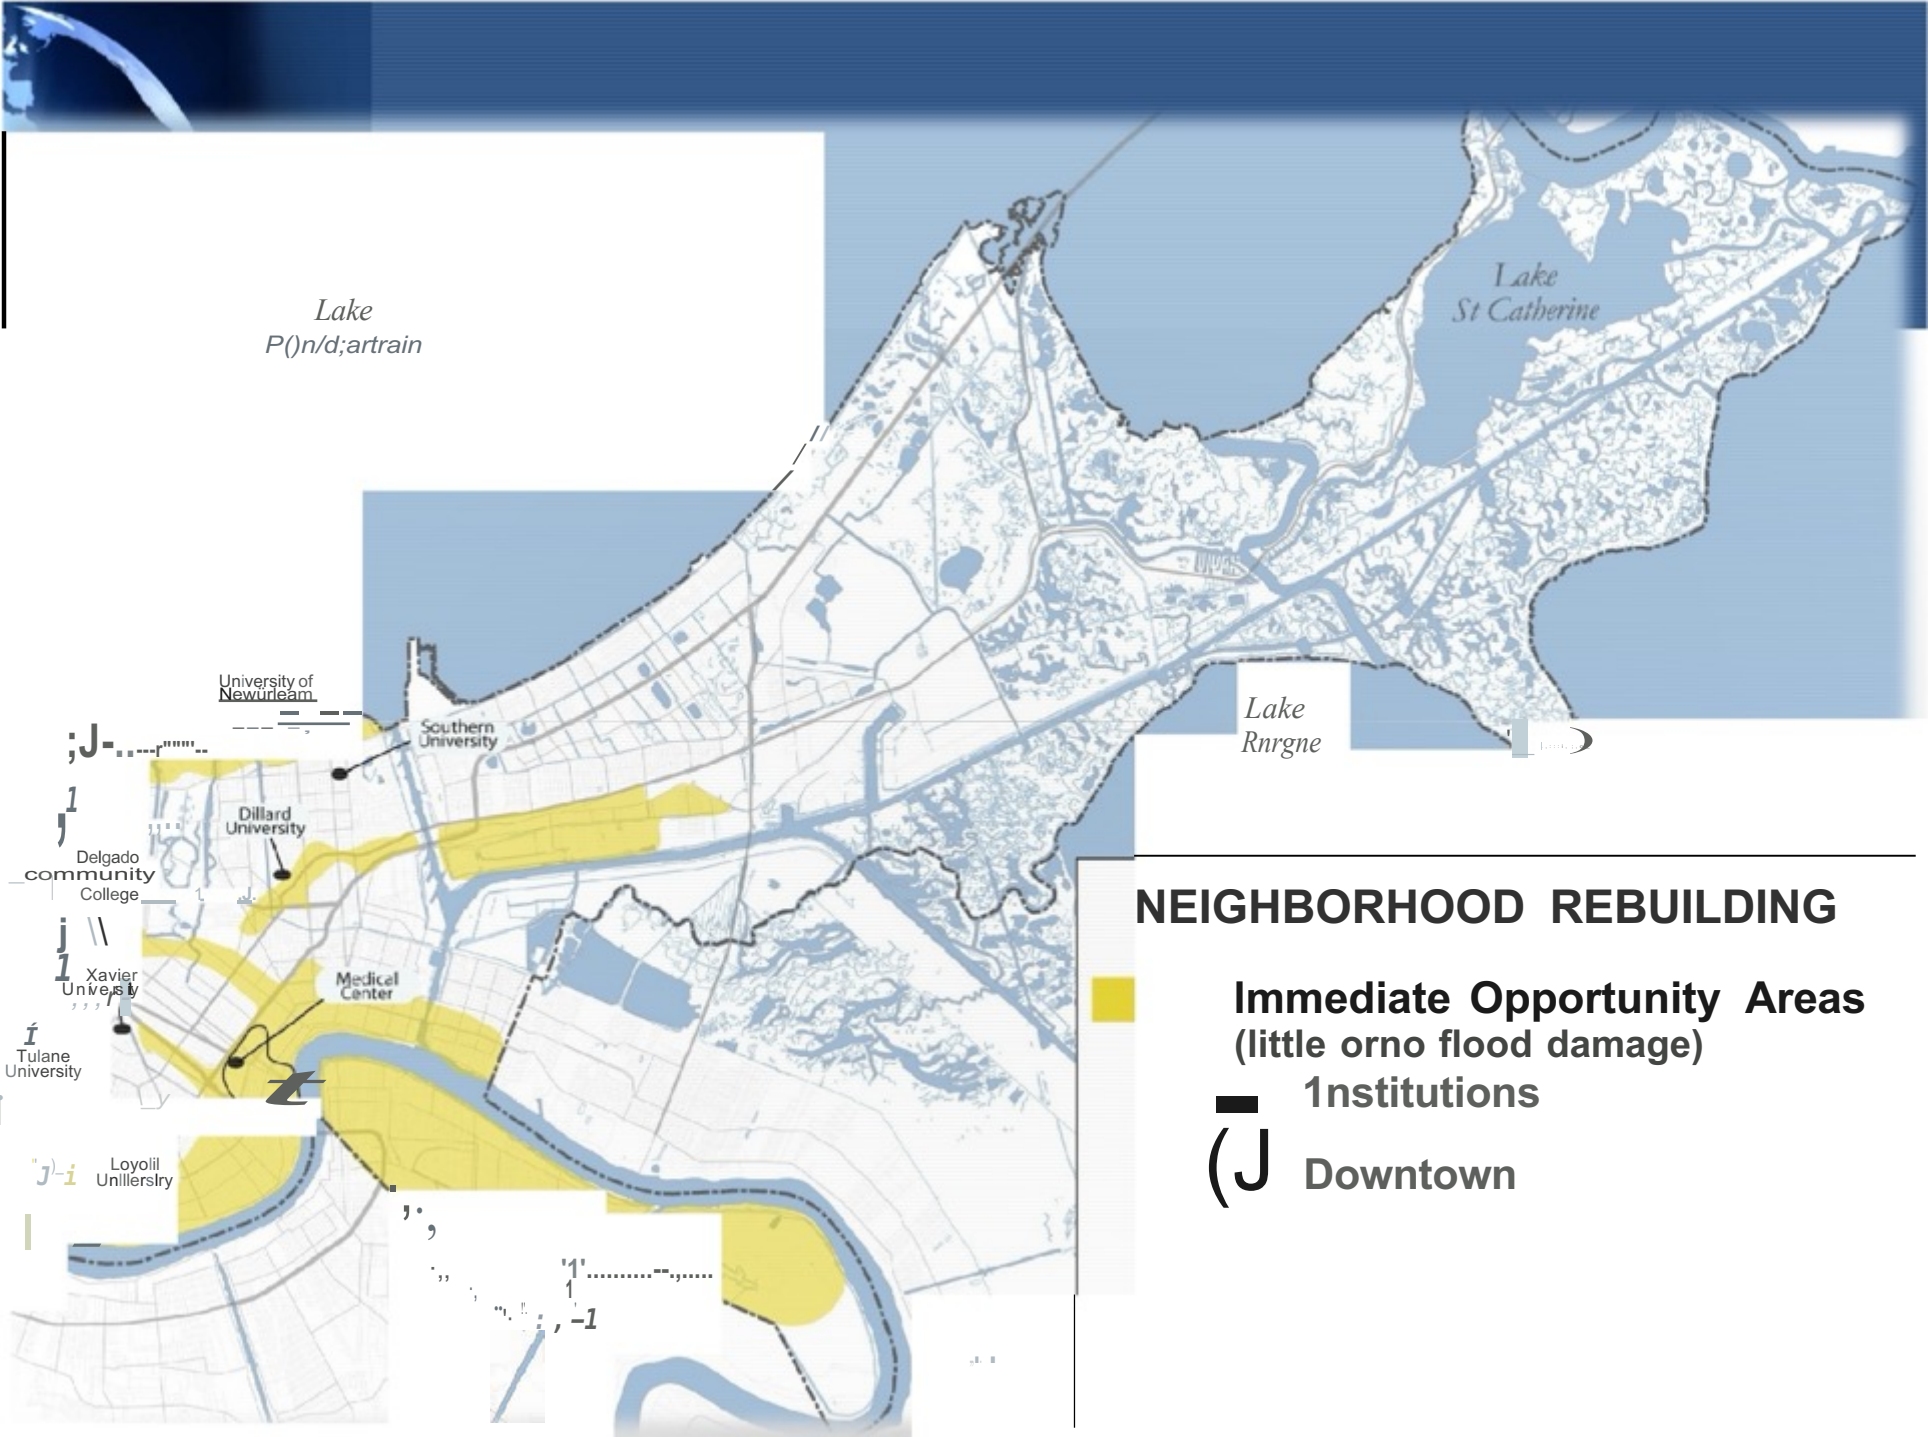 Lake
P()n/d;artrain
Lake
St Catherine
University of
Newürleam
Southern
University
Dillard
University
Delgado
community
College
Xavier
University
Medical
Center
Tulane
University
Loyolil
Unlllerslry
Lake
Rnrgne
NEIGHBORHOOD REBUILDING
Immediate Opportunity Areas
(little orno flood damage)
1nstitutions
(J Downtown